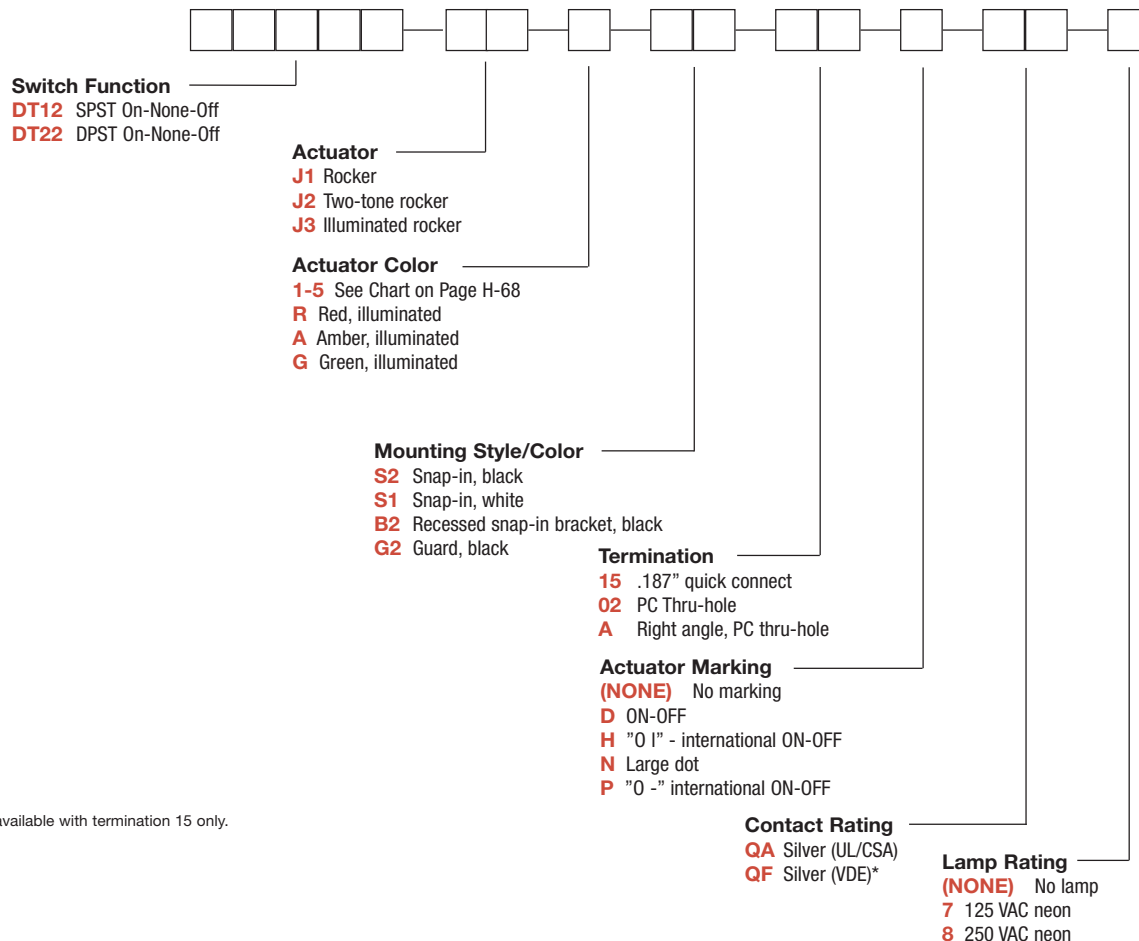 Switch Function
DT12 SPST On-None-Off
DT22 DPST On-None-Off
Actuator
J1 Rocker
J2 Two-tone rocker
J3 Illuminated rocker
Actuator Color
1-5 See Chart on Page H-68
R Red, illuminated
A Amber, illuminated
G Green, illuminated
Mounting Style/Color
S2 Snap-in, black
S1 Snap-in, white
B2 Recessed snap-in bracket, black
G2 Guard, black
Termination
15 .187” quick connect
02 PC Thru-hole
A Right angle, PC thru-hole
Actuator Marking
(NONE) No marking
D ON-OFF
H ”O I” - international ON-OFF
N Large dot
P ”O -” international ON-OFF
available with termination 15 only.
Contact Rating
QA Silver (UL/CSA)
QF Silver (VDE)*
Lamp Rating
(NONE) No lamp
7 125 VAC neon
8 250 VAC neon